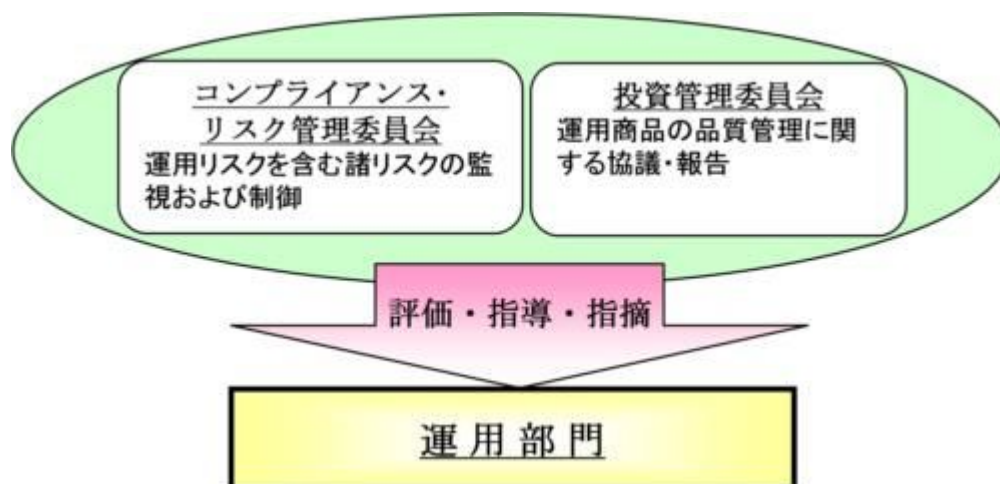 コンプライアンス・
リスク管理委員会
運用リスクを含む諸リスクの監
視および制御
投資管理委員会
運用商品の品質管理に関
する協議・報告
評価・指導・指摘
運用部門